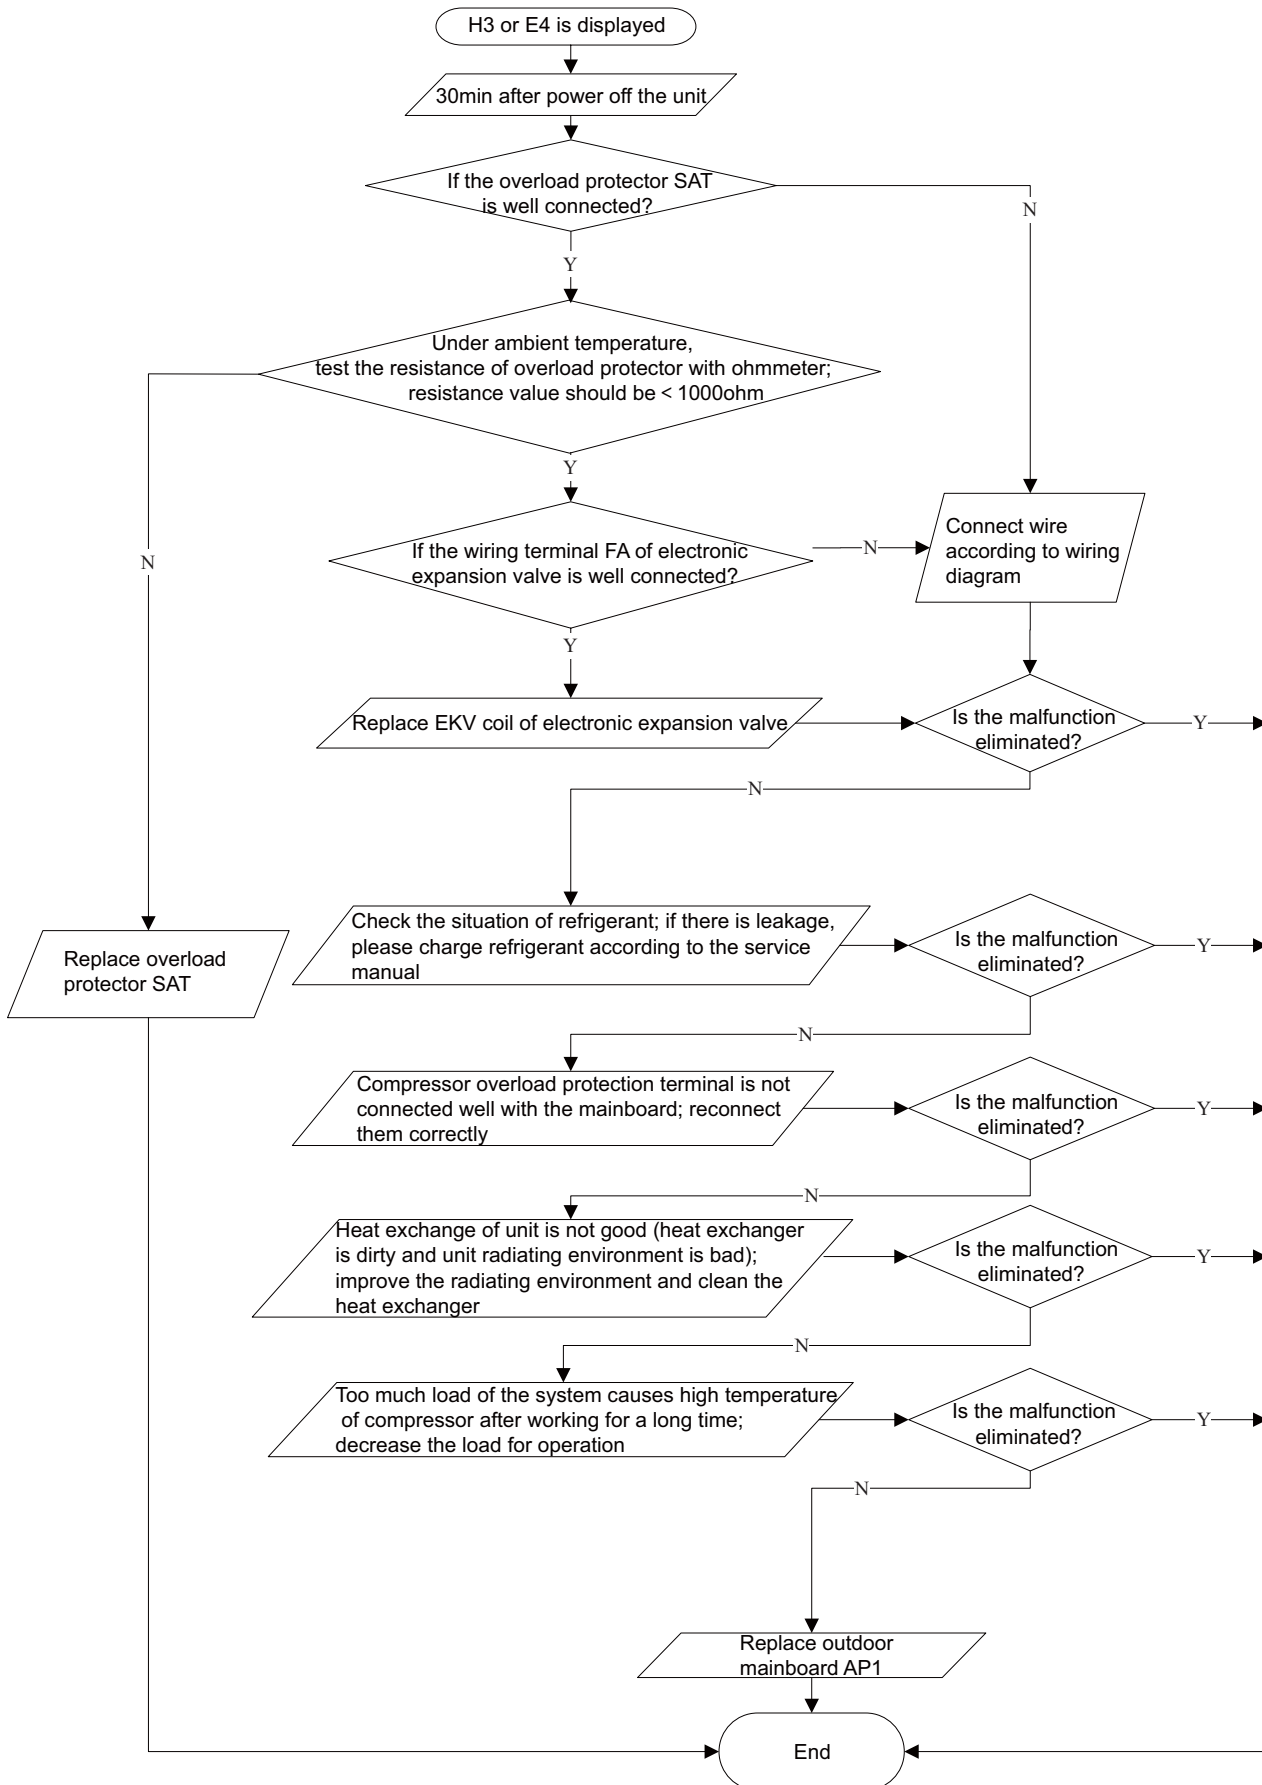 H3 or E4 is displayed
30min after power off the unit
If the overload protector SAT
is well connected?
N
Y
Under ambient temperature,
test the resistance of overload protector with ohmmeter;
resistance value should be < 1000ohm
Y
N
If the wiring terminal FA of electronic
expansion valve is well connected?
N
Connect wire
according to wiring
diagram
Y
Replace EKV coil of electronic expansion valve
Is the malfunction
eliminated?
Y
N
Check the situation of refrigerant; if there is leakage,
please charge refrigerant according to the service
manual
Is the malfunction
eliminated?
Y
Replace overload
protector SAT
N
Compressor overload protection terminal is not
connected well with the mainboard; reconnect
them correctly
Is the malfunction
eliminated?
Y
N
Heat exchange of unit is not good (heat exchanger
is dirty and unit radiating environment is bad);
improve the radiating environment and clean the
heat exchanger
Is the malfunction
eliminated?
Y
N
Too much load of the system causes high temperature
of compressor after working for a long time;
decrease the load for operation
Is the malfunction
eliminated?
Y
N
Replace outdoor
mainboard AP1
End